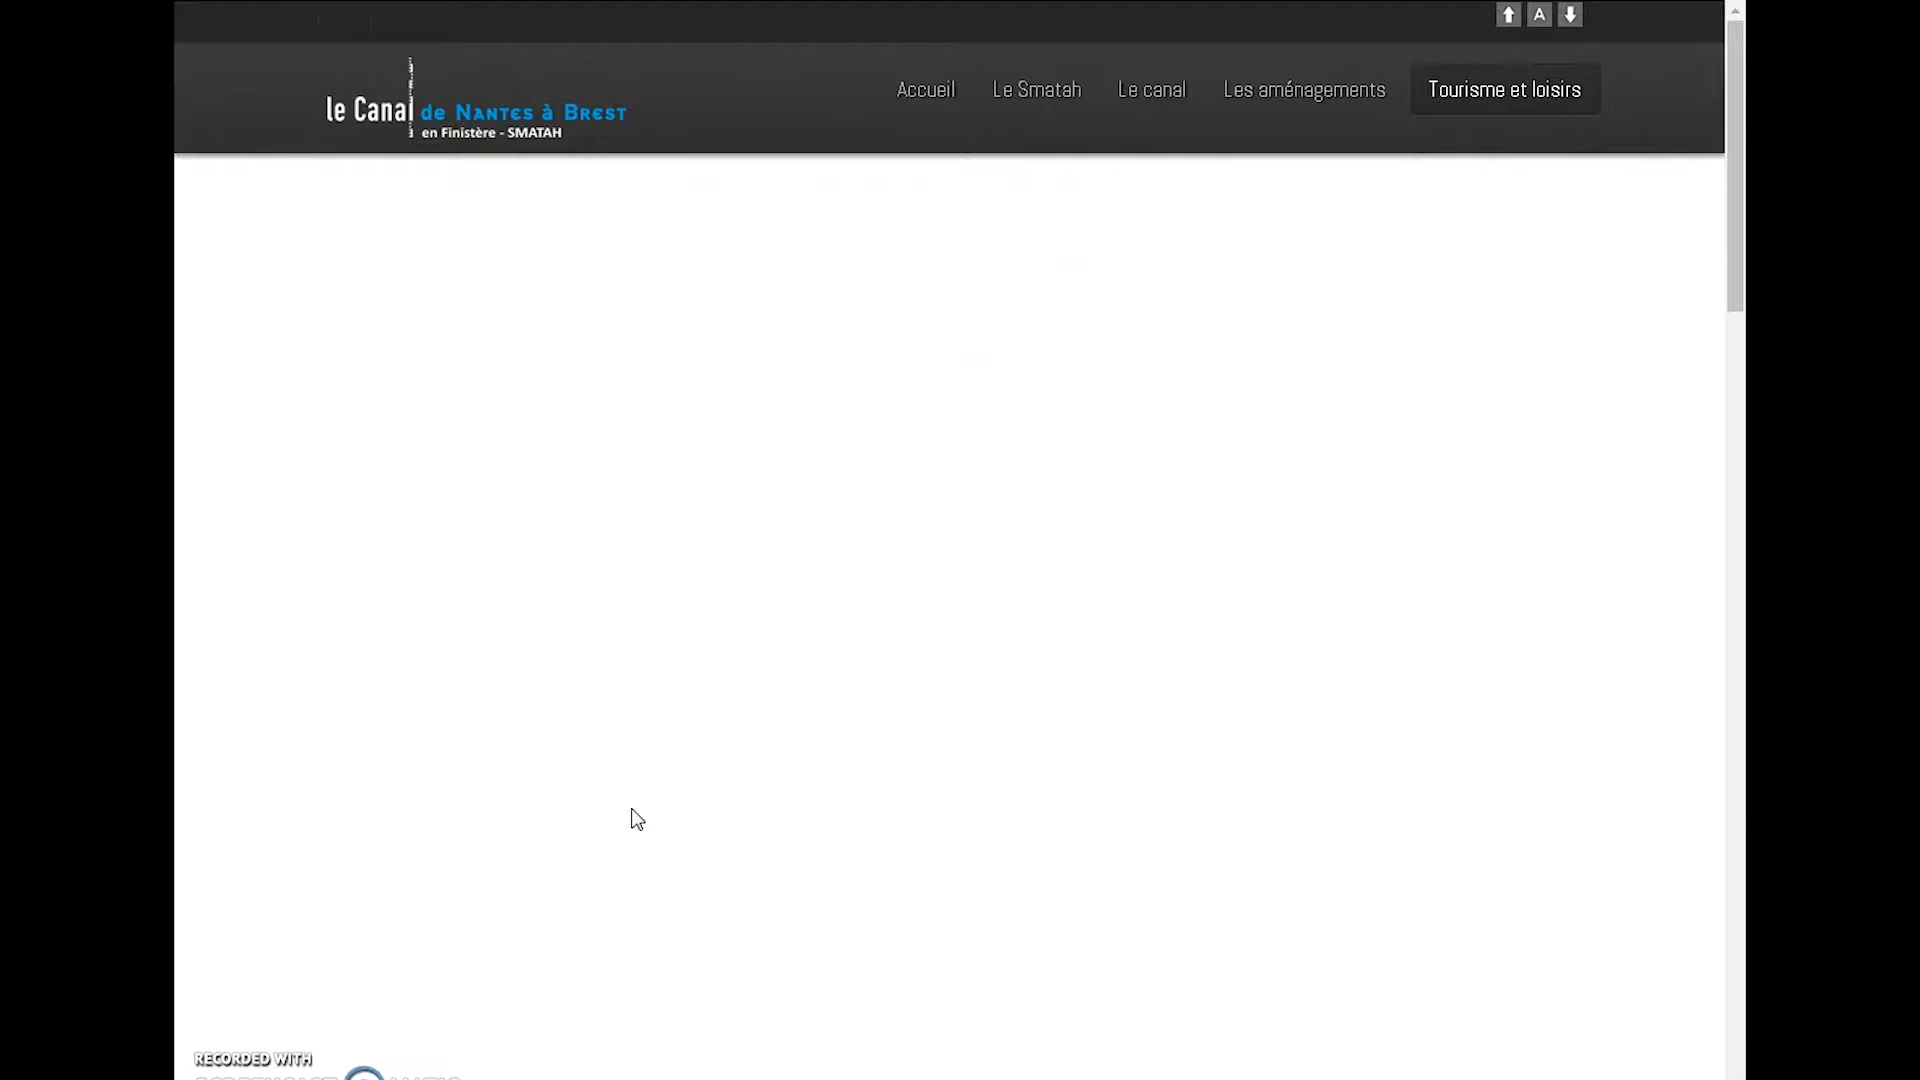 A
Accueil Le Smatah Le canal Les aménagements Tourisme et loisirs
le Canal de Nantes à Brest
en Finistère - SMATAH
RECORDED WITH